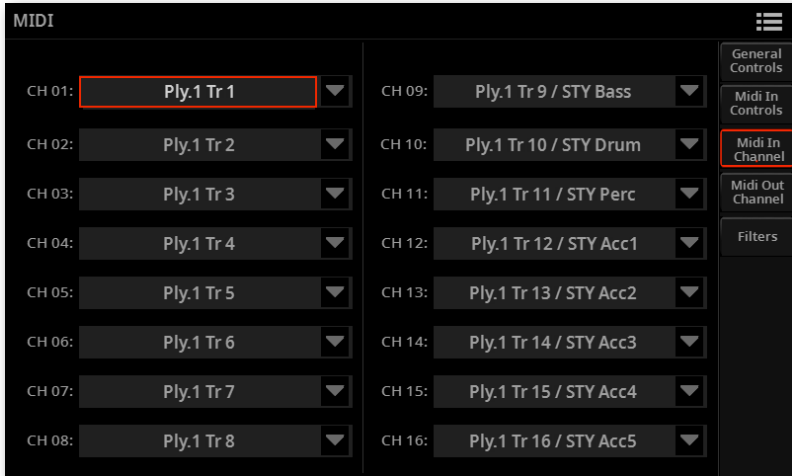 MIDI
CH 01: Ply.1 Tr 1
CH 02: Ply.1 Tr 2
CH 03: Ply.1 Tr 3
CH 04: Ply.1 Tr 4
CH 05: Ply.1 Tr 5
CH 06: Ply.1 Tr 6
CH 07: Ply.1 Tr 7
CH 08: Ply.1 Tr 8
CH 09: Ply.1 Tr 9 / STY Bass
CH 10: Ply.1 Tr 10 / STY Drum
CH 11: Ply.1 Tr 11 / STY Perc
CH 12: Ply.1 Tr 12 / STY Acc1
CH 13: Ply.1 Tr 13 / STY Acc2
CH 14: Ply.1 Tr 14 / STY Acc3
CH 15: Ply.1 Tr 15 / STY Acc4
CH 16: Ply.1 Tr 16 / STY Acc5
General
Controls
Midi In
Controls
Midi In
Channel
Midi Out
Channel
Filters